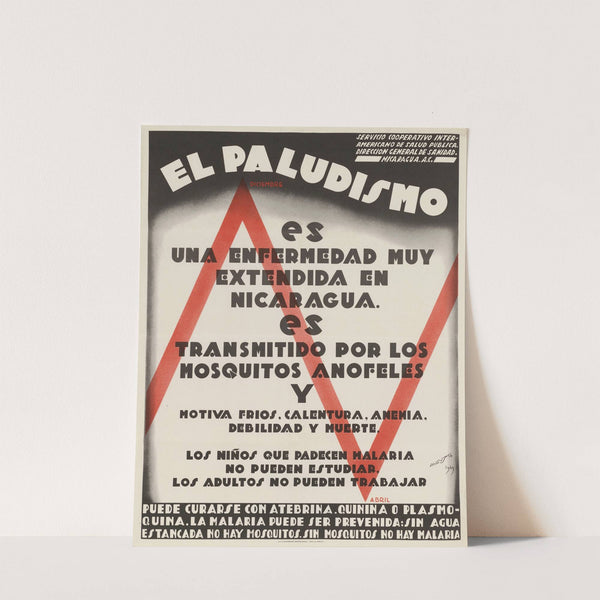 SERVICIO COOPERATIVO INTER-
AMERICANO DE SALUD PUBLICA.
DIRECCION GENERAL DE SANIDAD.
NICARAGUA. A.C.
EL PALUDISMO
DICIEMBRE
es
UNA ENFERMEDAD MUY
EXTENDIDA EN
NICARAGUA.
es
TRANSMITIDO POR LOS
MOSQUITOS ANOFELES
Y
MOTIVA FRIOS, CALENTURA, ANEMIA,
DEBILIDAD Y MUERTE.
LOS NIÑOS QUE PADECEN MALARIA
NO PUEDEN ESTUDIAR.
LOS ADULTOS NO PUEDEN TRABAJAR
ABRIL
PUEDE CURARSE CON ATEBRINA. QUININA O PLASMO-
QUINA. LA MALARIA PUEDE SER PREVENIDA: SIN AGUA
ESTANCADA NO HAY MOSQUITOS. SIN MOSQUITOS NO HAY MALARIA